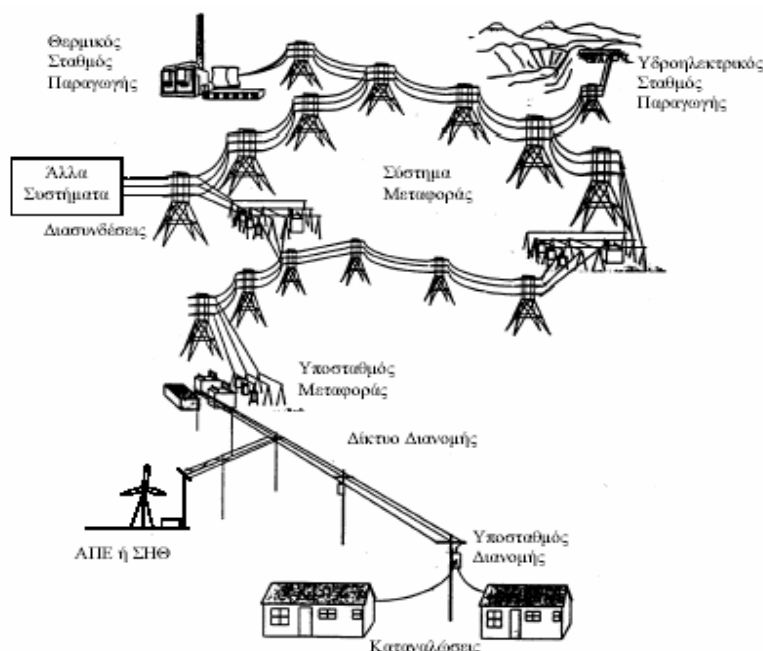 Θερμικός
Σταθμός
Παραγωγής
Υδροηλεκτρικός
Σταθμός
Παραγωγής
Άλλα
Συστήματα
Σύστημα
Μεταφοράς
Διασυνδέσεις
Υποσταθμός
Μεταφοράς
Δίκτυο Διανομής
ΑΠΕ ή ΣΗΘ
Υποσταθμός
Διανομής
Καταναλώσεις